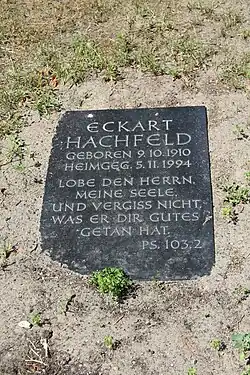 ECKART
HACHFELD
GEBOREN 9.10.1910
HEIMGEG. 5.11.1994
LOBE DEN HERRN,
MEINE SEELE,
UND VERGISS NICHT,
WAS ER DIR GUTES
GETAN HAT.
PS. 103,2